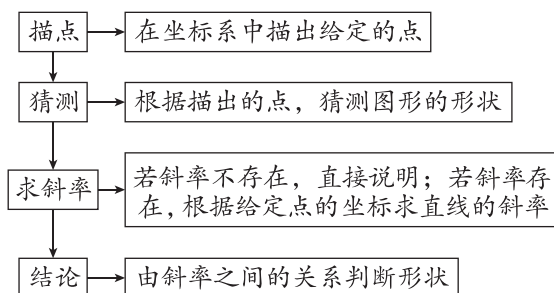 描点
在坐标系中描出给定的点
猜测
根据描出的点，猜测图形的形状
求斜率
若斜率不存在，直接说明；若斜率存
在，根据给定点的坐标求直线的斜率
结论
由斜率之间的关系判断形状